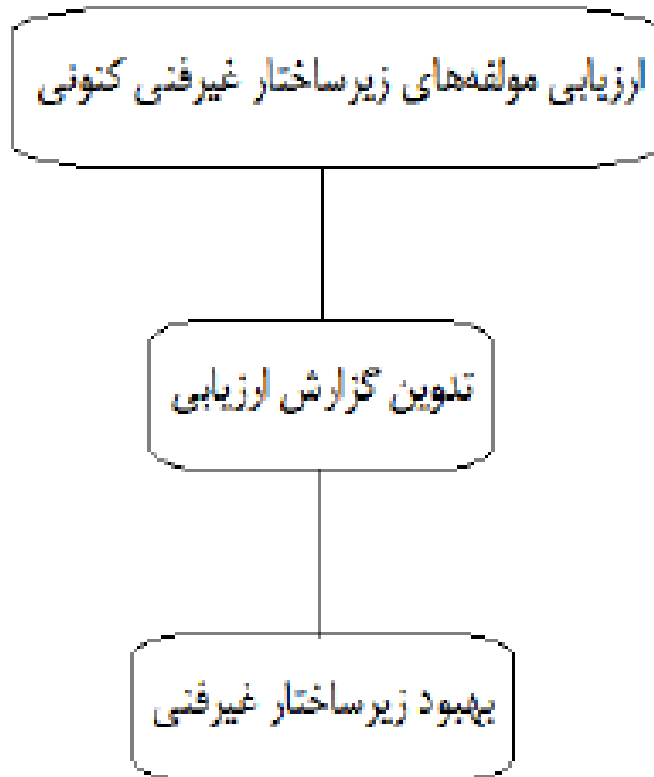 ارزیابی مولفه‌های زیرساختار غیرفنی کنونی
تدوین گزارش ارزیابی
بهبود زیرساختار غیرفنی